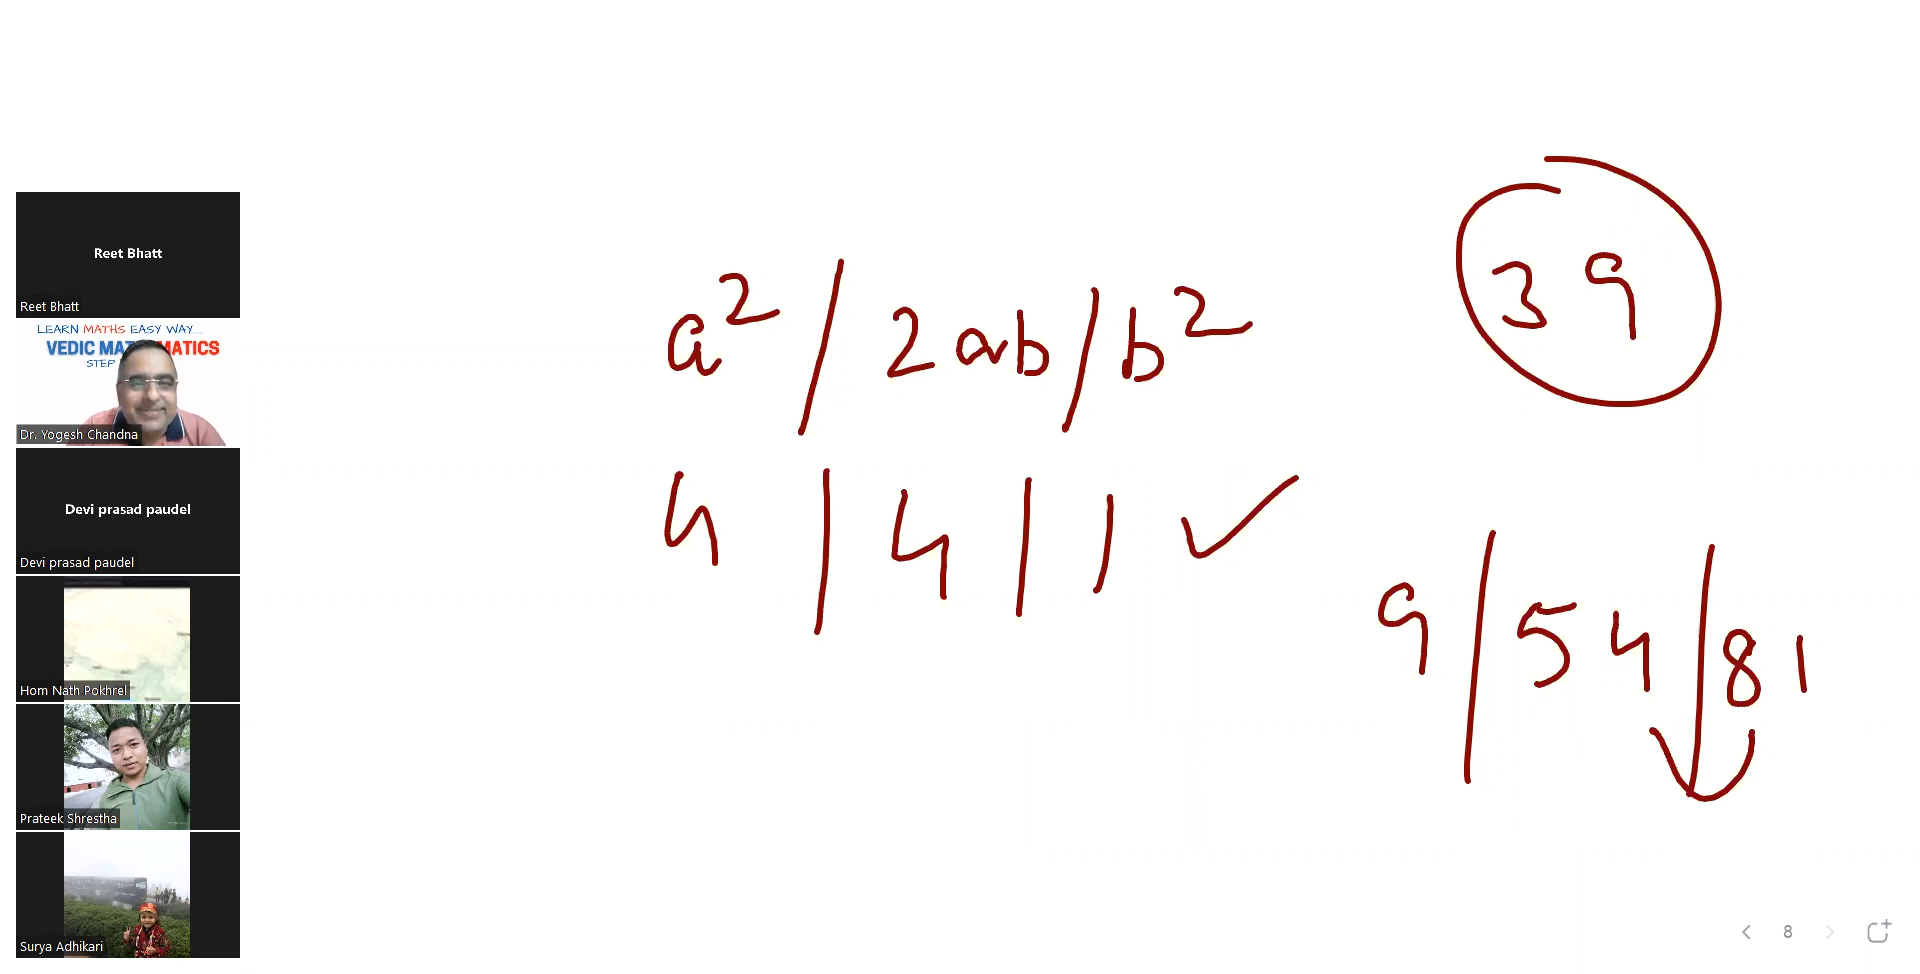 Reet Bhatt
Reet Bhatt
LEARN MATHS EASY WAY.....
VEDIC MAT MATICS
STEP
Dr. Yogesh Chandna
Devi prasad paudel
Devi prasad paudel
Hom Nath Pokhrel
Prateek Shrestha
Surya Adhikari
a² / 2ab / b²
4 | 4 | 1 ✓
39
9 / 54 / 81
8